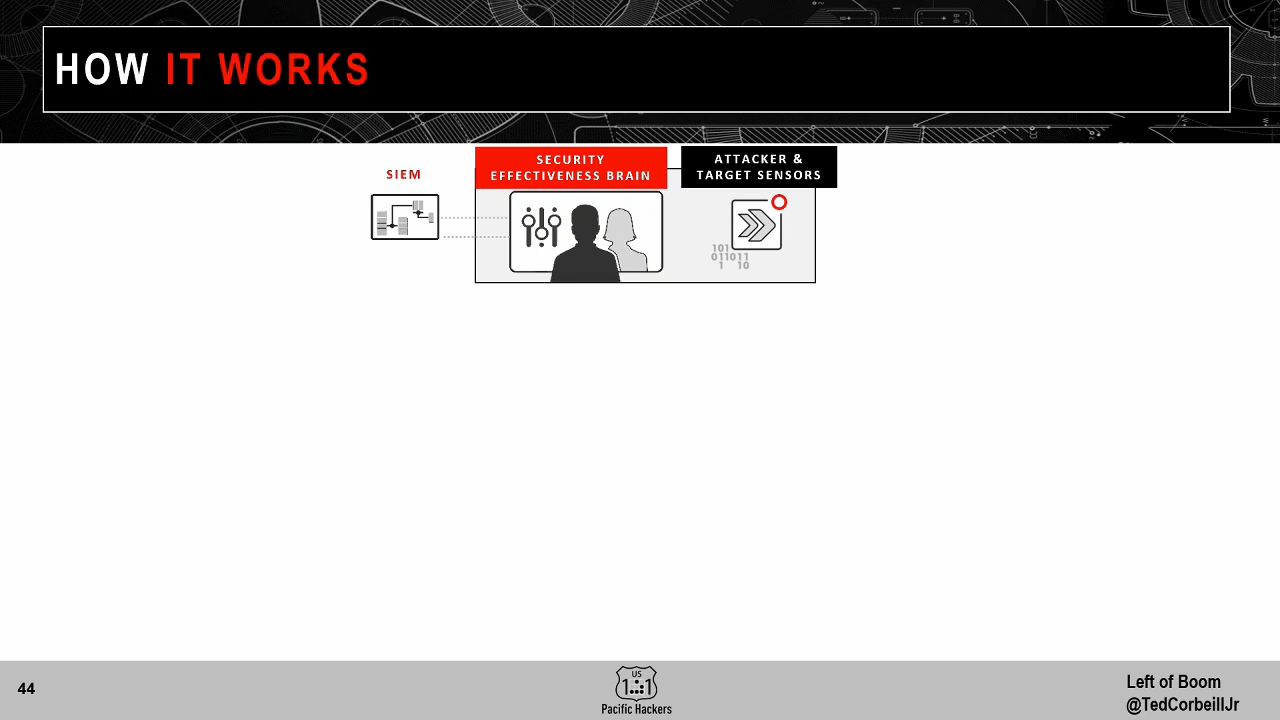 HOW IT WORKS
SIEM
SECURITY
EFFECTIVENESS BRAIN
ATTACKER &
TARGET SENSORS
101
011011
1 10
44
US
1 1
Pacific Hackers
Left of Boom
@TedCorbeillJr